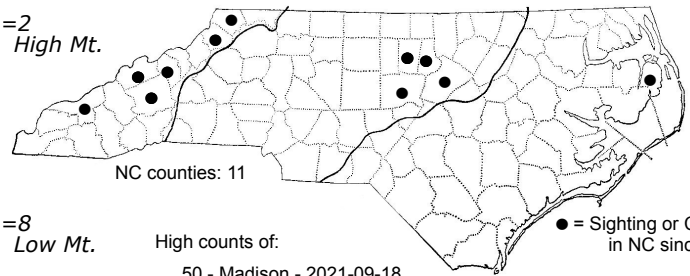 =2
High Mt.
NC counties: 11
=8
Low Mt.
High counts of:
● = Sighting or
in NC
50 - Madison - 2021-09-18